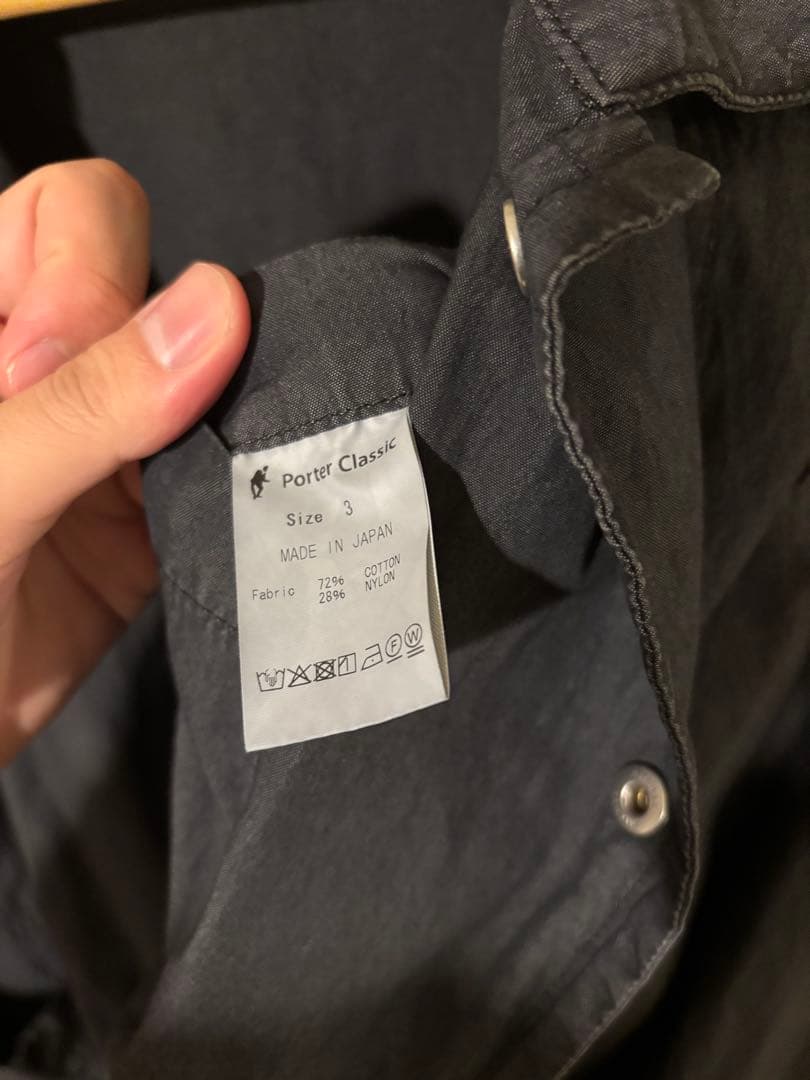 Porter Classic
Size 3
MADE IN JAPAN
Fabric 72% COTTON
28% NYLON
F W